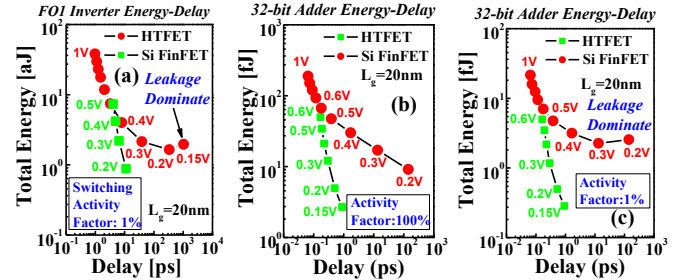 FO1 Inverter Energy-Delay
Total Energy [aJ]
10²
10¹
10⁰
10⁻¹
HTFET
Si FinFET
1V
(a)
Leakage
Dominate
0.5V
0.4V
0.4V
0.3V
0.3V
0.2V
0.15V
0.2V
Switching
Activity
Factor: 1%
Lg=20nm
10⁻¹ 10⁰ 10¹ 10² 10³ 10⁴
Delay [ps]
32-bit Adder Energy-Delay
Total Energy [fJ]
10³
10²
10¹
10⁰
HTFET
Si FinFET
Lg=20nm
1V
(b)
0.6V
0.6V
0.5V
0.5V
0.4V
0.3V
0.3V
0.2V
0.2V
0.15V
Activity
Factor:100%
10⁻² 10⁻¹ 10⁰ 10¹ 10² 10³
Delay (ps)
32-bit Adder Energy-Delay
Total Energy [fJ]
10²
10¹
10⁰
10⁻¹
HTFET
Si FinFET
1V
Lg=20nm
Leakage
Dominate
0.5V
0.6V
0.5V
0.4V
0.3V
0.2V
0.3V
0.2V
0.15V
Activity
Factor:1%
(c)
10⁻² 10⁻¹ 10⁰ 10¹ 10² 10³
Delay (ps)